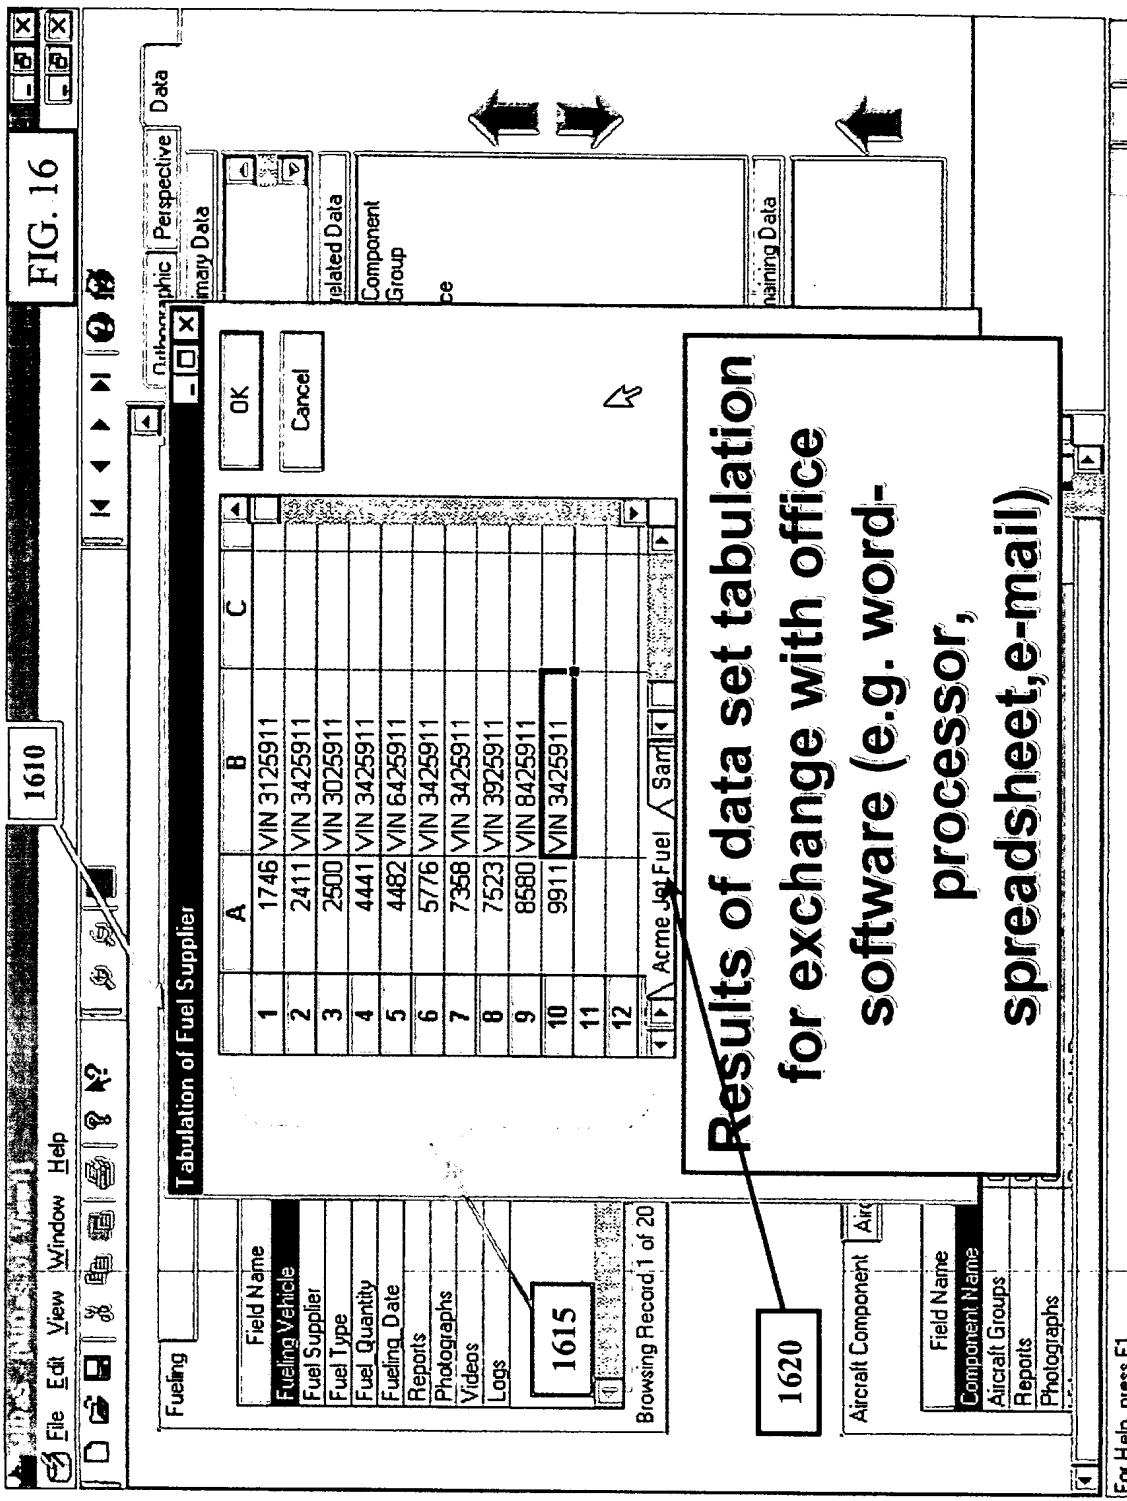 FIG. 16
1610
File Edit View Window Help
Orthographic Perspective Data
Fueling
Field Name
Fueling Vehicle
Fuel Supplier
Fuel Type
Fuel Quantity
Fueling Date
Reports
Photographs
Videos
Logs
Browsing Record 1 of 20
1615
Tabulation of Fuel Supplier
A B C
1 1746 VIN 3125911
2 2411 VIN 3425911
3 2500 VIN 3025911
4 4441 VIN 3425911
5 4482 VIN 6425911
6 5776 VIN 3425911
7 7358 VIN 3425911
8 7523 VIN 3925911
9 8580 VIN 8425911
10 9911 VIN 3425911
11
12
Acme Jet Fuel Sam
OK
Cancel
mary Data
related Data
Component
Group
ce
maining Data
1620
Results of data set tabulation
for exchange with office
software (e.g. word-
processor,
spreadsheet,e-mail)
Aircraft Component Airc
Field Name
Component Name
Aircraft Groups
Reports
Photographs
For Help, press F1